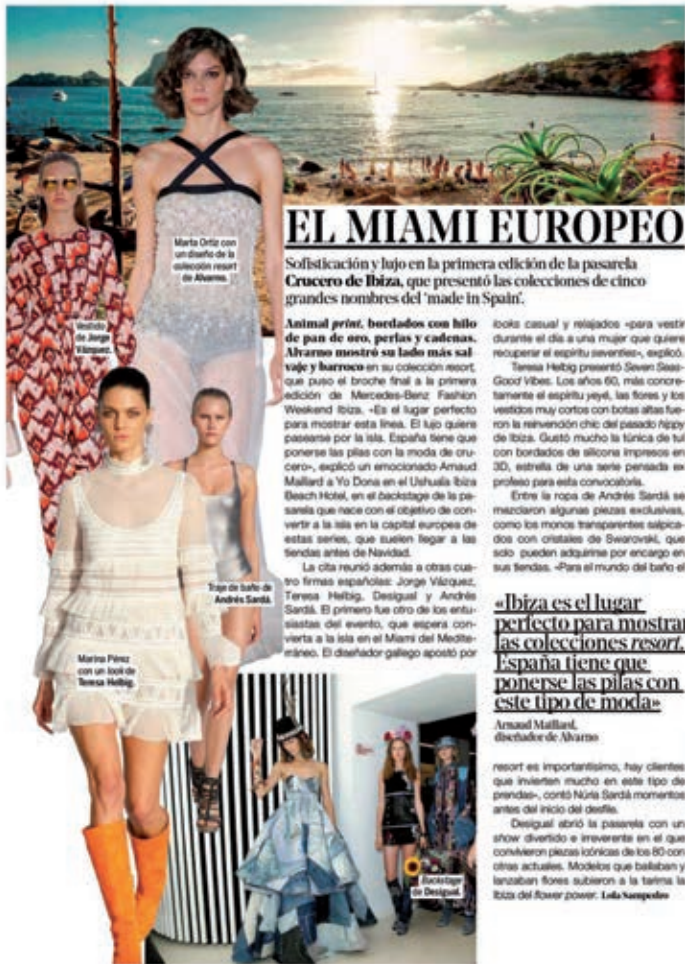 EL MIAMI EUROPEO
Sofisticación y lujo en la primera edición de la pasarela
Crucero de Ibiza, que presentó las colecciones de cinco
grandes nombres del 'made in Spain'.
Marta Ortiz con
un diseño de la
colección resort
de Alvarno.
Vestido
de Jorge
Vázquez.
Traje de baño de
Andrés Sardá.
Marina Pérez
con un look de
Teresa Helbig.
Animal print, bordados con hilo
de pan de oro, perlas y cadenas.
Alvarno mostró su lado más sal
vaje y barroco en su colección resort,
que puso el broche final a la primera
edición de Mercedes-Benz Fashion
Weekend Ibiza. «Es el lugar perfecto
para mostrar esta línea. El lujo quiere
pasearse por la isla. España tiene que
ponerse las pilas con la moda de cru-
cero», explicó un emocionado Arnaud
Maillard a Yo Dona en el Ushuaïa Ibiza
Beach Hotel, en el backstage de la pa-
sarela que nace con el objetivo de con-
vertir a la isla en la capital europea de
estas series, que suelen llegar a las
tiendas antes de Navidad.
La cita reunió además a otras cua-
tro firmas españolas: Jorge Vázquez,
Teresa Helbig, Desigual y Andrés
Sardá. El primero fue otro de los entu-
siastas del evento, que espera con-
vierta a la isla en el Miami del Medite-
rráneo. El diseñador gallego apostó por
looks casual y relajados «para vestir
durante el día a una mujer que quiere
recuperar el espíritu seventies», explicó.
Teresa Helbig presentó Seven Seas-
Good Vibes. Los años 60, más concre-
tamente el espíritu yeyé, las flores y los
vestidos muy cortos con botas altas fue-
ron la reinvención chic del pasado hippy
de Ibiza. Gustó mucho la túnica de tul
con bordados de silicona impresos en
3D, estrella de una serie pensada ex
profeso para esta convocatoria.
Entre la ropa de Andrés Sardá se
mezclaron algunas piezas exclusivas,
como los monos transparentes salpica-
dos con cristales de Swarovski, que
solo pueden adquirirse por encargo en
sus tiendas. «Para el mundo del baño el
«Ibiza es el lugar
perfecto para mostrar
las colecciones resort.
España tiene que
ponerse las pilas con
este tipo de moda»
Arnaud Maillard,
diseñador de Alvarno
resort es importantísimo, hay clientes
que invierten mucho en este tipo de
prendas», contó Núria Sardá momentos
antes del inicio del desfile.
Desigual abrió la pasarela con un
show divertido e irreverente en el que
convivieron piezas icónicas de los 80 con
otras actuales. Modelos que bailaban y
lanzaban flores subieron a la tarima la
Ibiza del flower power. Lola Sampedro
Backstage
de Desigual.